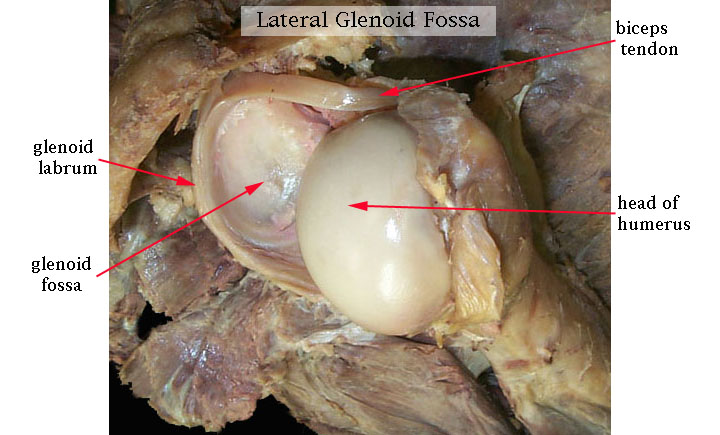 Lateral Glenoid Fossa
biceps
tendon
glenoid
labrum
head of
humerus
glenoid
fossa